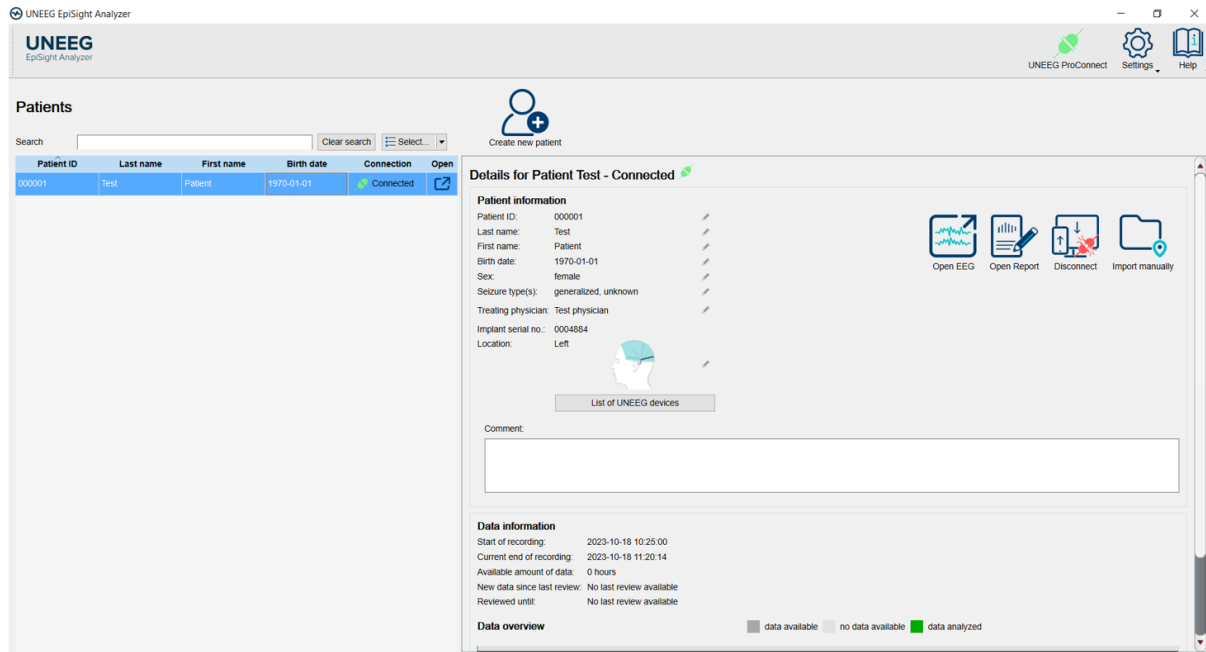 UNEEG EpiSight Analyzer
UNEEG
EpiSight Analyzer
UNEEG ProConnect
Settings
Help
Patients
Search
Clear search
Select...
Create new patient
Patient ID Last name First name Birth date Connection Open
000001 Test Patient 1970-01-01 Connected
Details for Patient Test - Connected
Patient information
Patient ID: 000001
Last name: Test
First name: Patient
Birth date: 1970-01-01
Sex: female
Seizure type(s): generalized, unknown
Treating physician: Test physician
Implant serial no.: 0004884
Location: Left
Open EEG
Open Report
Disconnect
Import manually
List of UNEEG devices
Comment:
Data information
Start of recording: 2023-10-18 10:25:00
Current end of recording: 2023-10-18 11:20:14
Available amount of data: 0 hours
New data since last review: No last review available
Reviewed until: No last review available
Data overview
data available no data available data analyzed